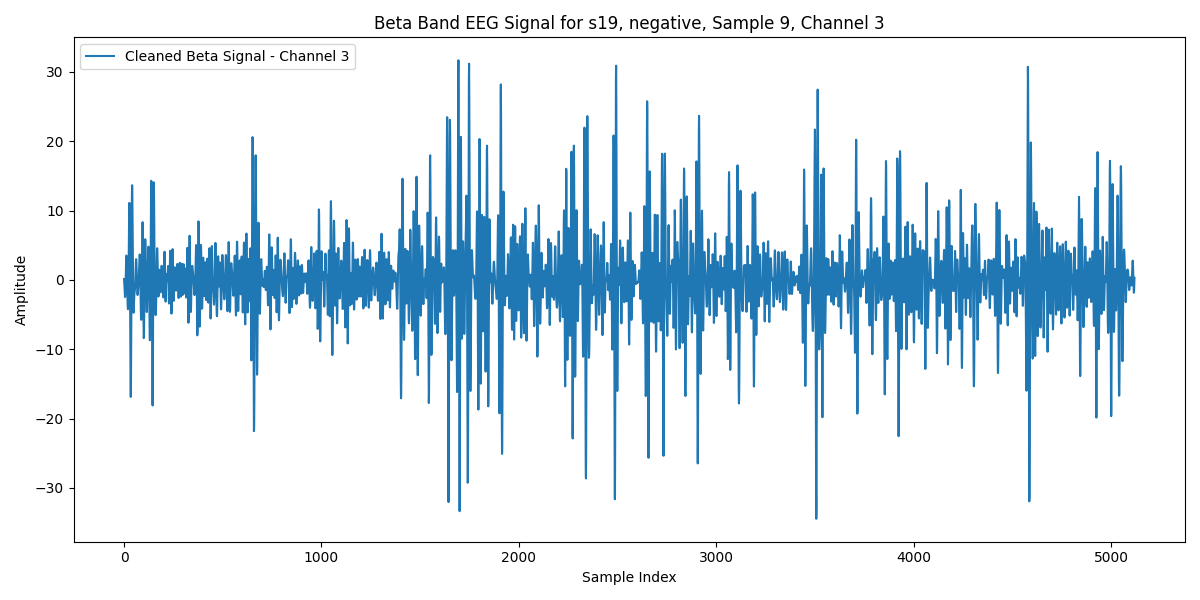 Beta Band EEG Signal for s19, negative, Sample 9, Channel 3
Cleaned Beta Signal - Channel 3
Amplitude
30
20
10
0
−10
−20
−30
0 1000 2000 3000 4000 5000
Sample Index